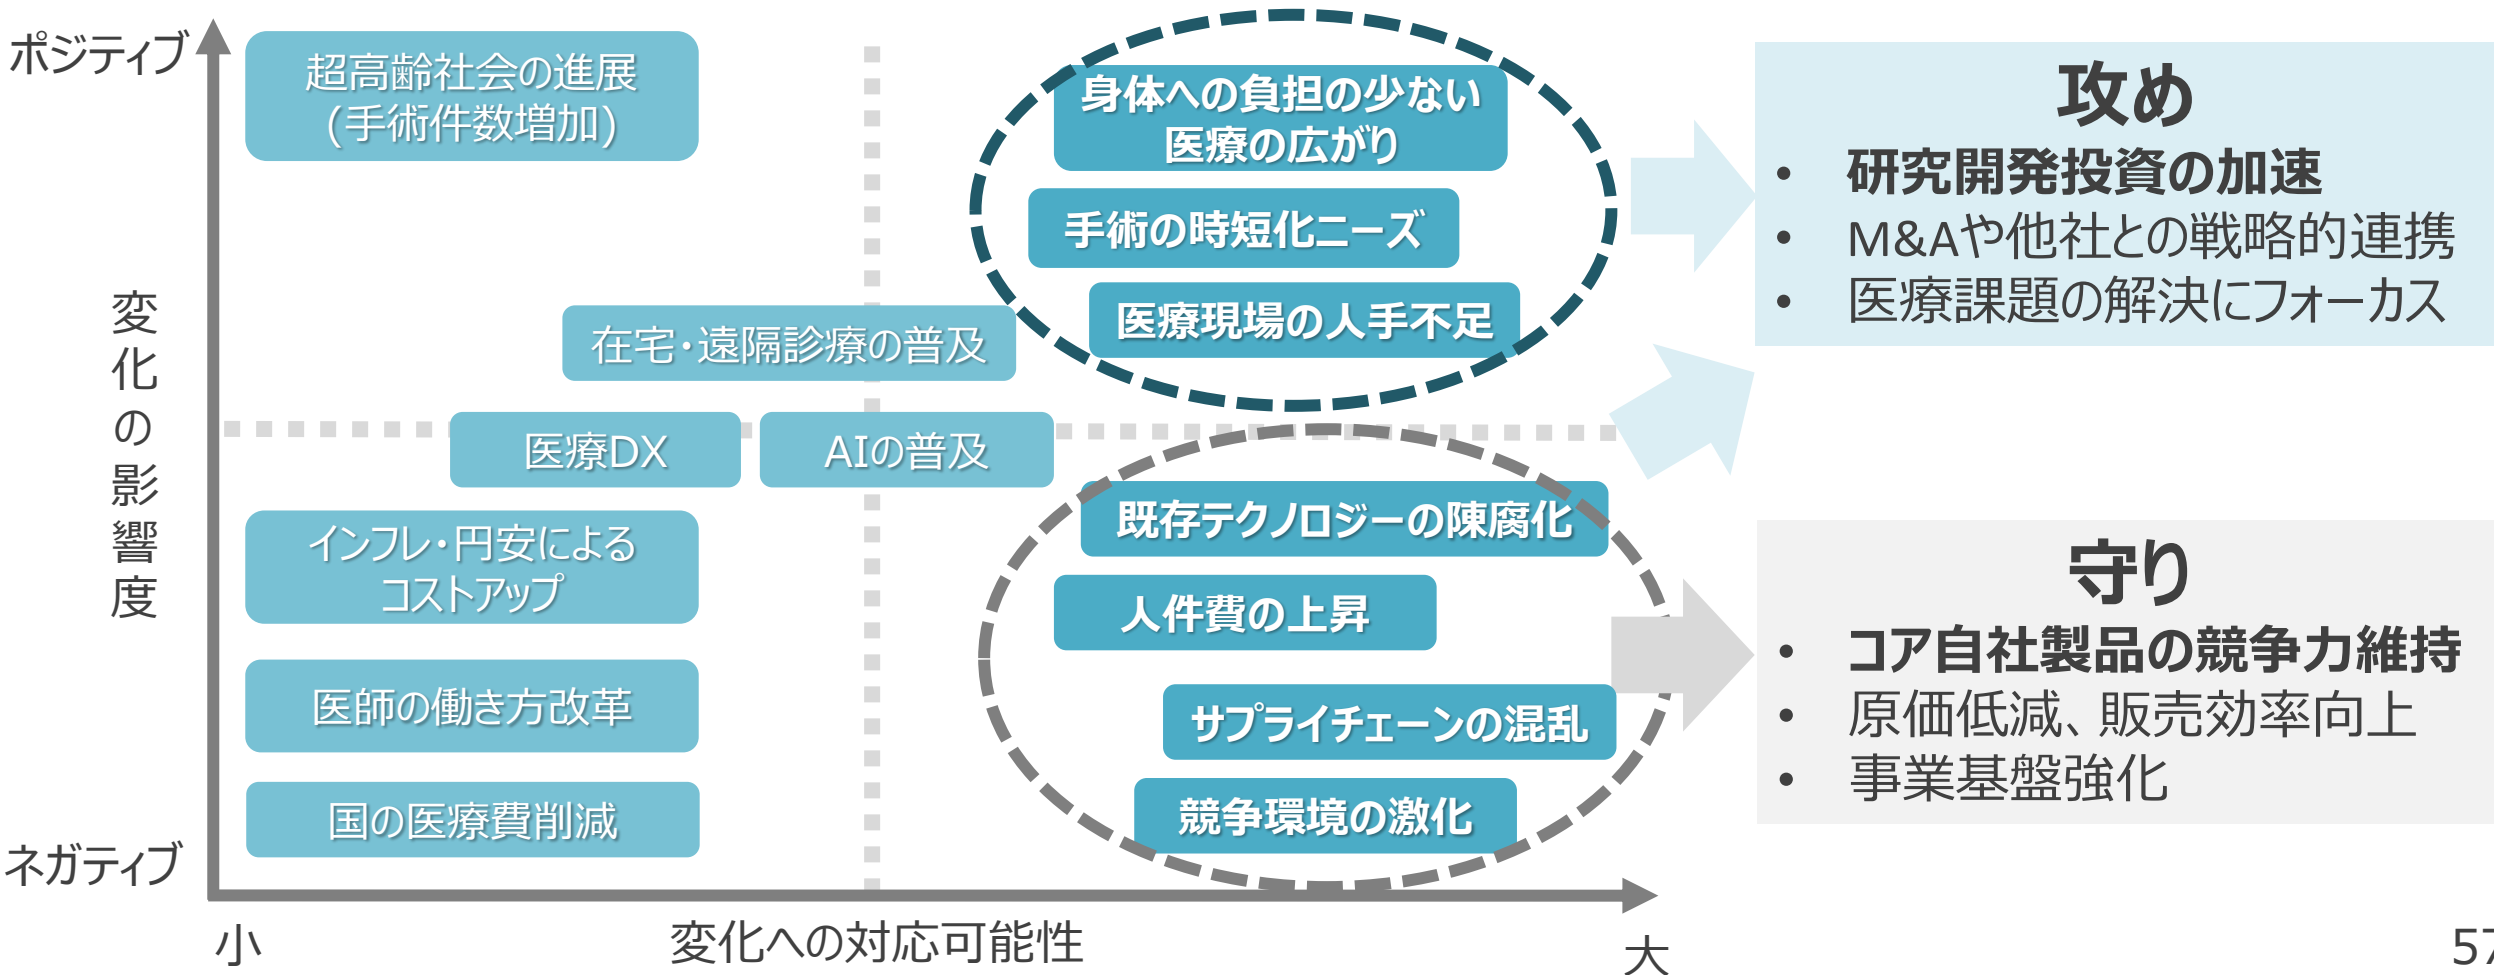 ポジティブ
変化の影響度
ネガティブ
超高齢社会の進展
（手術件数増加）
身体への負担の少ない
医療の広がり
手術の時短化ニーズ
医療現場の人手不足
在宅・遠隔診療の普及
医療DX
AIの普及
インフレ・円安による
コストアップ
医師の働き方改革
国の医療費削減
既存テクノロジーの陳腐化
人件費の上昇
サプライチェーンの混乱
競争環境の激化
小
変化への対応可能性
大
攻め
• 研究開発投資の加速
• M&Aや他社との戦略的連携
• 医療課題の解決にフォーカス
守り
• コア自社製品の競争力維持
• 原価低減、販売効率向上
• 事業基盤強化